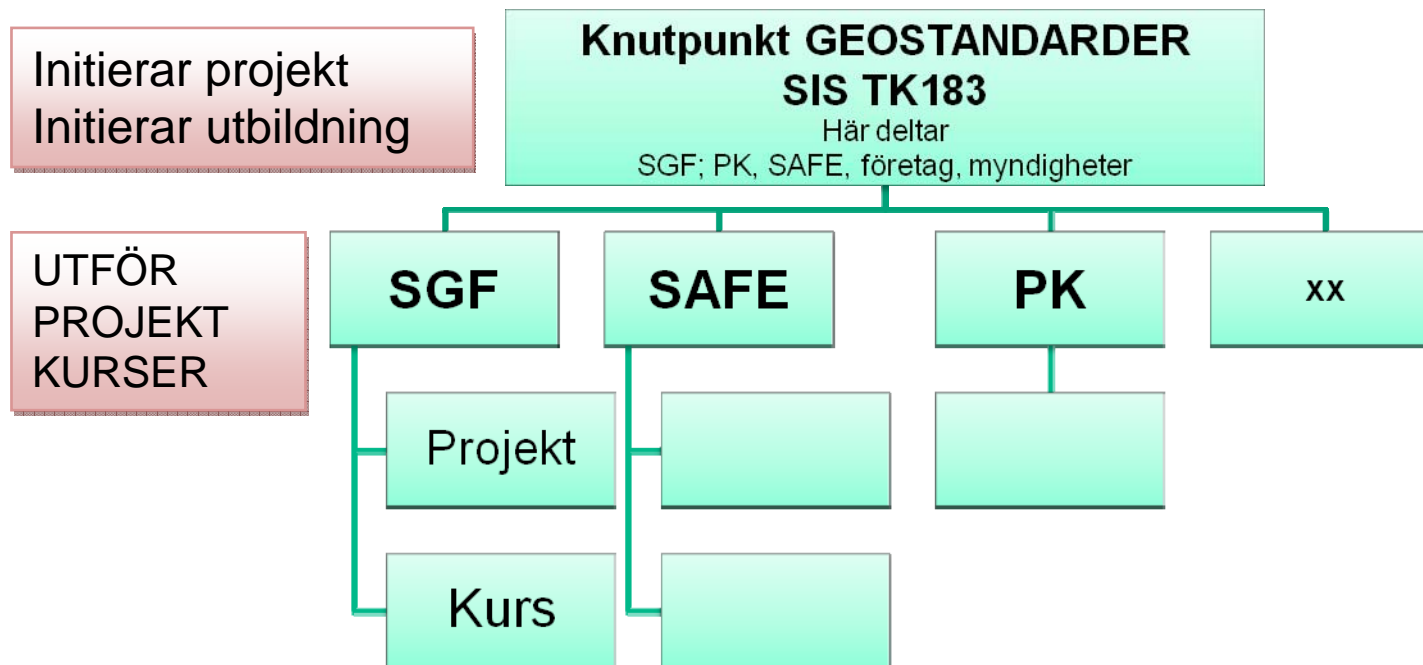 Initierar projekt
Initierar utbildning
Knutpunkt GEOSTANDARDER
SIS TK183
Här deltar
SGF; PK, SAFE, företag, myndigheter
UTFÖR
PROJEKT
KURSER
SGF
SAFE
PK
xx
Projekt
Kurs